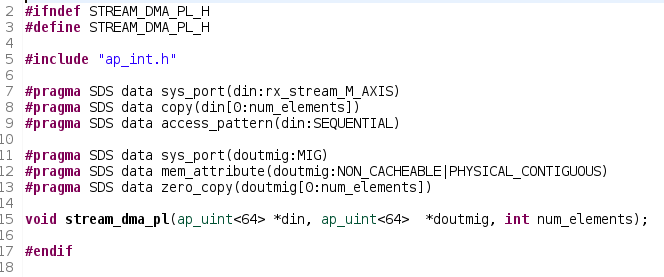 2 #ifndef STREAM_DMA_PL_H
3 #define STREAM_DMA_PL_H
4
5 #include "ap_int.h"
6
7 #pragma SDS data sys_port(din:rx_stream_M_AXIS)
8 #pragma SDS data copy(din[0:num_elements])
9 #pragma SDS data access_pattern(din:SEQUENTIAL)
10
11 #pragma SDS data sys_port(doutmig:MIG)
12 #pragma SDS data mem_attribute(doutmig:NON_CACHEABLE|PHYSICAL_CONTIGUOUS)
13 #pragma SDS data zero_copy(doutmig[0:num_elements])
14
15 void stream_dma_pl(ap_uint<64> *din, ap_uint<64>  *doutmig, int num_elements);
16
17 #endif
18